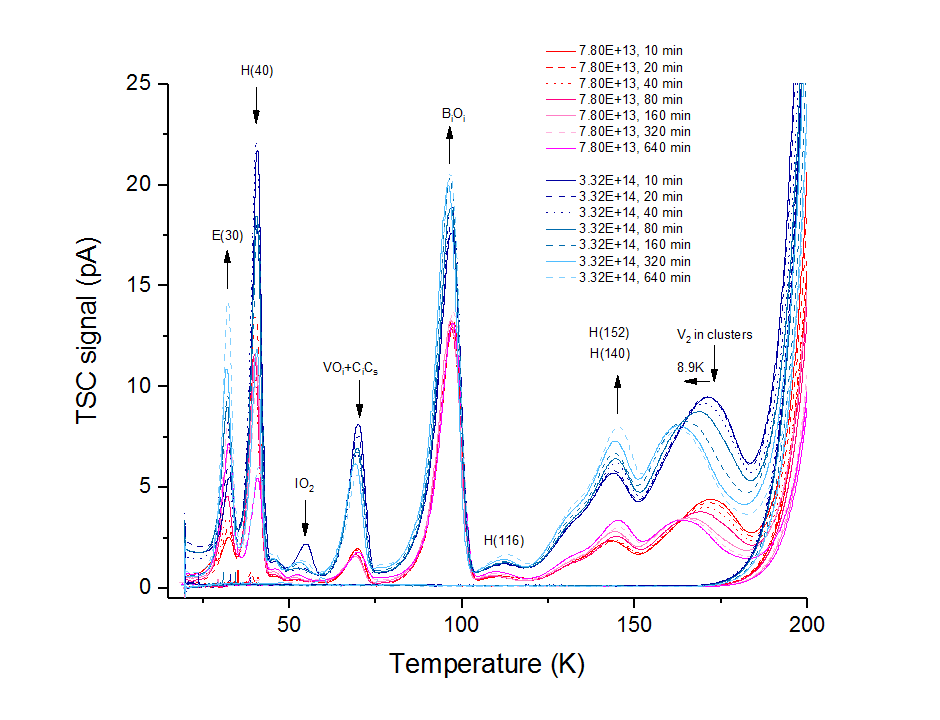 7.80E+13, 10 min
7.80E+13, 20 min
7.80E+13, 40 min
7.80E+13, 80 min
7.80E+13, 160 min
7.80E+13, 320 min
7.80E+13, 640 min
3.32E+14, 10 min
3.32E+14, 20 min
3.32E+14, 40 min
3.32E+14, 80 min
3.32E+14, 160 min
3.32E+14, 320 min
3.32E+14, 640 min
H(40)
BᵢOᵢ
E(30)
H(152)
H(140)
V₂ in clusters
8.9K
VOᵢ+CᵢCₛ
IO₂
H(116)
25
20
15
10
5
0
TSC signal (pA)
50
100
150
200
Temperature (K)